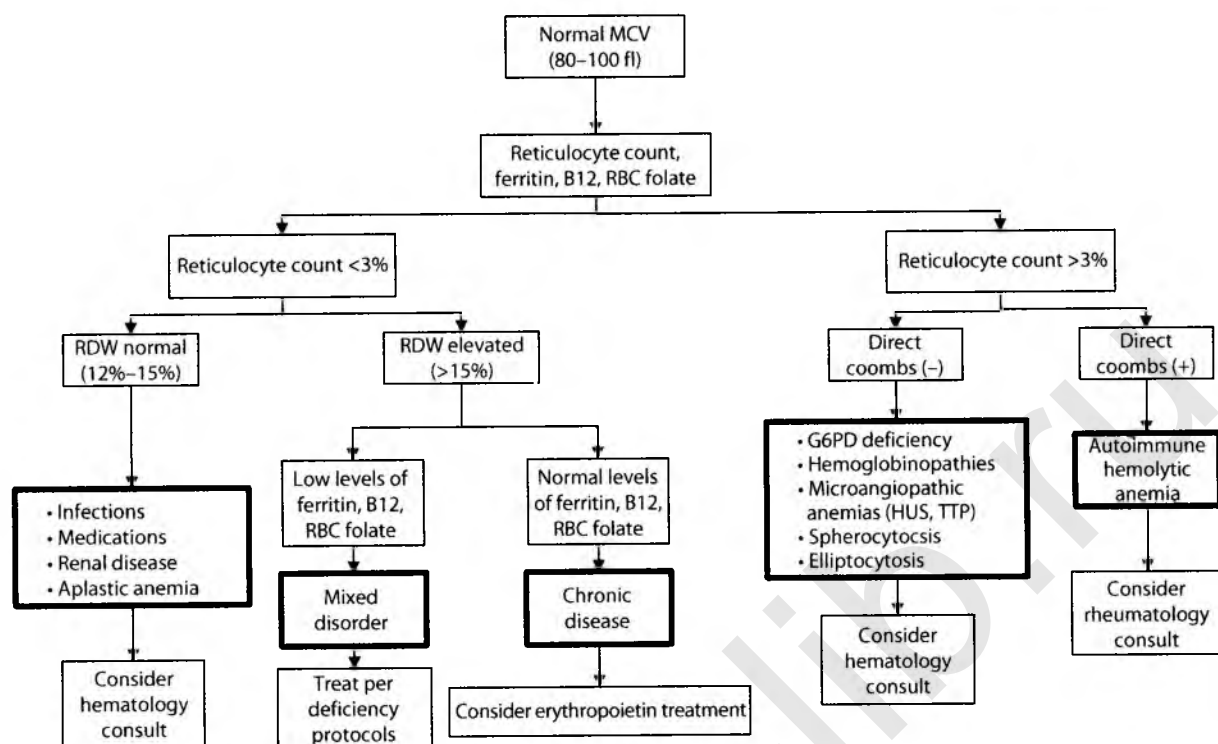 Normal MCV
(80–100 fl)
Reticulocyte count,
ferritin, B12, RBC folate
Reticulocyte count <3%
Reticulocyte count >3%
RDW normal
(12%–15%)
RDW elevated
(>15%)
Direct
coombs (–)
Direct
coombs (+)
• Infections
• Medications
• Renal disease
• Aplastic anemia
Low levels of
ferritin, B12,
RBC folate
Normal levels
of ferritin, B12,
RBC folate
• G6PD deficiency
• Hemoglobinopathies
• Microangiopathic
anemias (HUS, TTP)
• Spherocytocsis
• Elliptocytosis
Autoimmune
hemolytic
anemia
Mixed
disorder
Chronic
disease
Consider
hematology
consult
Treat per
deficiency
protocols
Consider erythropoietin treatment
Consider
hematology
consult
Consider
rheumatology
consult
lib.ru